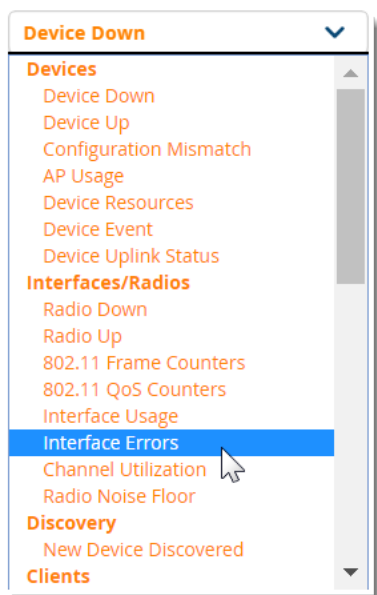 Device Down
Devices
Device Down
Device Up
Configuration Mismatch
AP Usage
Device Resources
Device Event
Device Uplink Status
Interfaces/Radios
Radio Down
Radio Up
802.11 Frame Counters
802.11 QoS Counters
Interface Usage
Interface Errors
Channel Utilization
Radio Noise Floor
Discovery
New Device Discovered
Clients